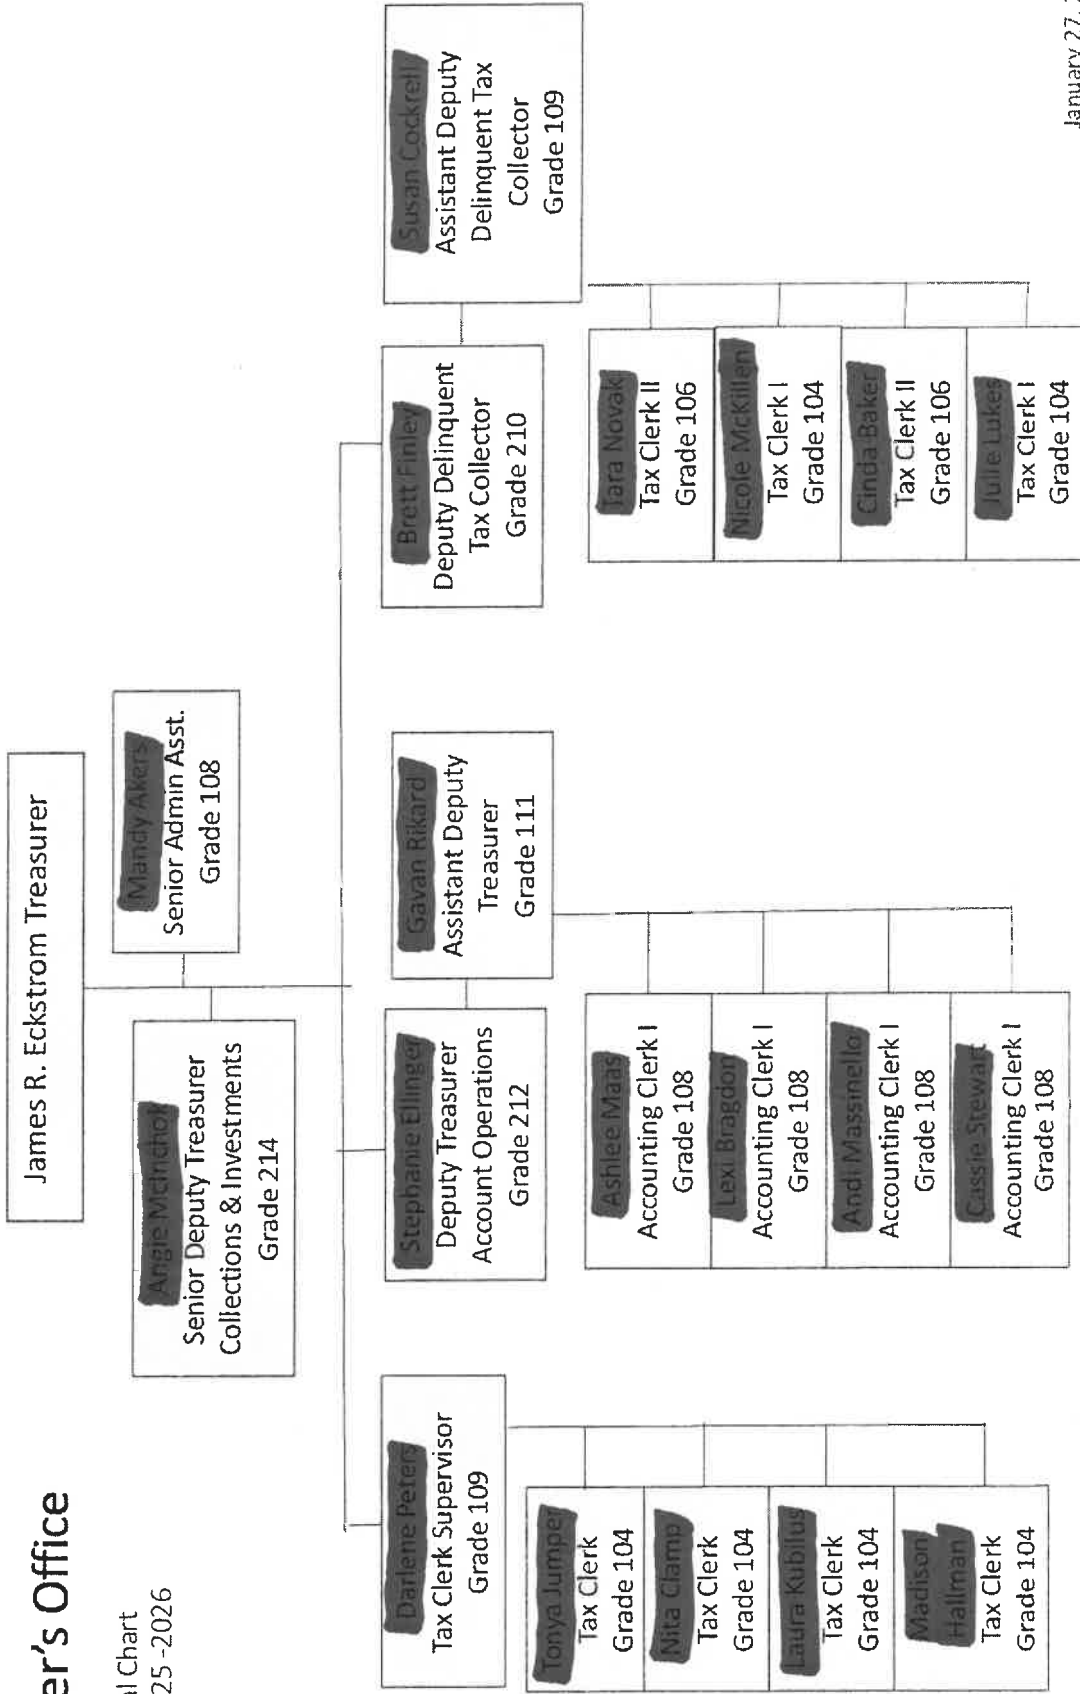 er's Office
al Chart
25 -2026
James R. Eckstrom Treasurer
Angie
Senior Deputy Treasurer
Collections & Investments
Grade 214
Mandy Akers
Senior Admin Asst.
Grade 108
Darlene Peters
Tax Clerk Supervisor
Grade 109
Tonya Jumper
Tax Clerk
Grade 104
Nita Clamp
Tax Clerk
Grade 104
Laura Kubilus
Tax Clerk
Grade 104
Madison
Hallman
Tax Clerk
Grade 104
Stephanie Ellinger
Deputy Treasurer
Account Operations
Grade 212
Gavan Rikard
Assistant Deputy
Treasurer
Grade 111
Ashlee Maas
Accounting Clerk I
Grade 108
Lexi Bragdon
Accounting Clerk I
Grade 108
Andi Massinello
Accounting Clerk I
Grade 108
Cassie Stewart
Accounting Clerk I
Grade 108
Brett Finley
Deputy Delinquent
Tax Collector
Grade 210
Susan Cockrell
Assistant Deputy
Delinquent Tax
Collector
Grade 109
Tara Novak
Tax Clerk II
Grade 106
Nicole McKillen
Tax Clerk I
Grade 104
Cinda Baker
Tax Clerk II
Grade 106
Julie Lukes
Tax Clerk I
Grade 104
January 27,